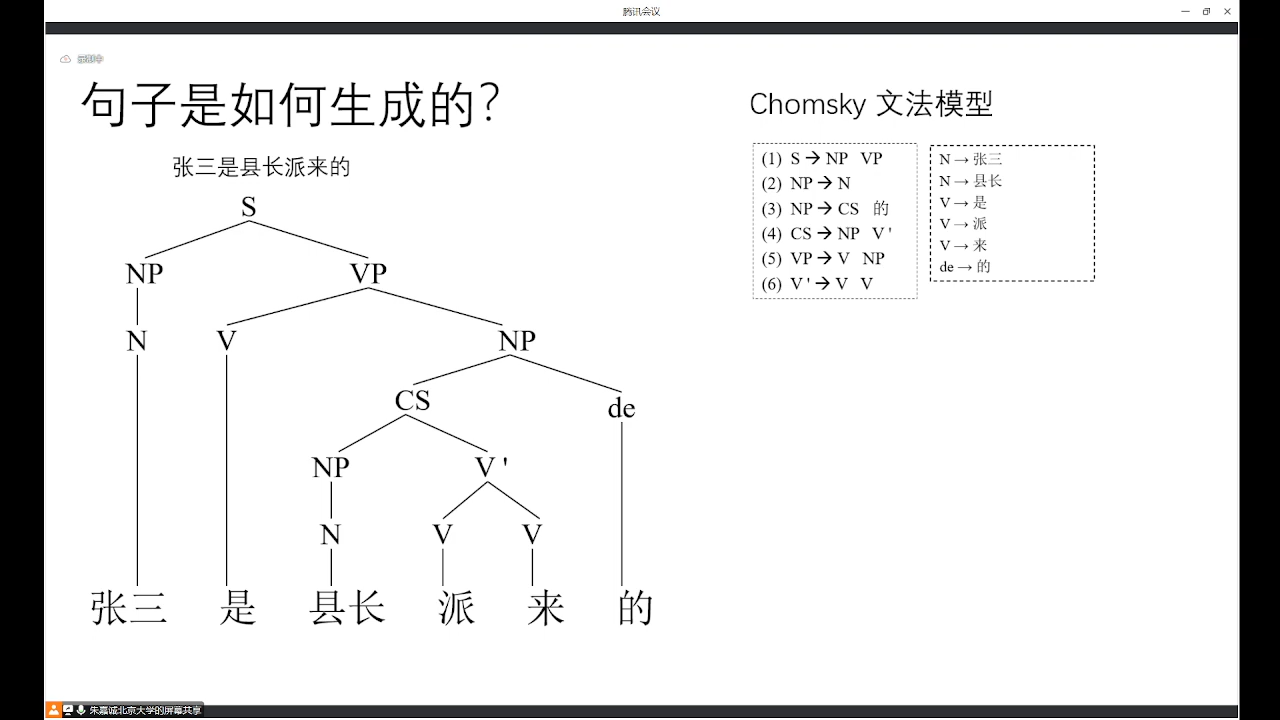 腾讯会议
录制中
句子是如何生成的？
Chomsky 文法模型
张三是县长派来的
(1) S → NP VP
(2) NP → N
(3) NP → CS 的
(4) CS → NP V '
(5) VP → V NP
(6) V ' → V V
N → 张三
N → 县长
V → 是
V → 派
V → 来
de → 的
S
NP VP
N V NP
CS de
NP V '
N V V
张三 是 县长 派 来 的
朱嘉诚北京大学的屏幕共享